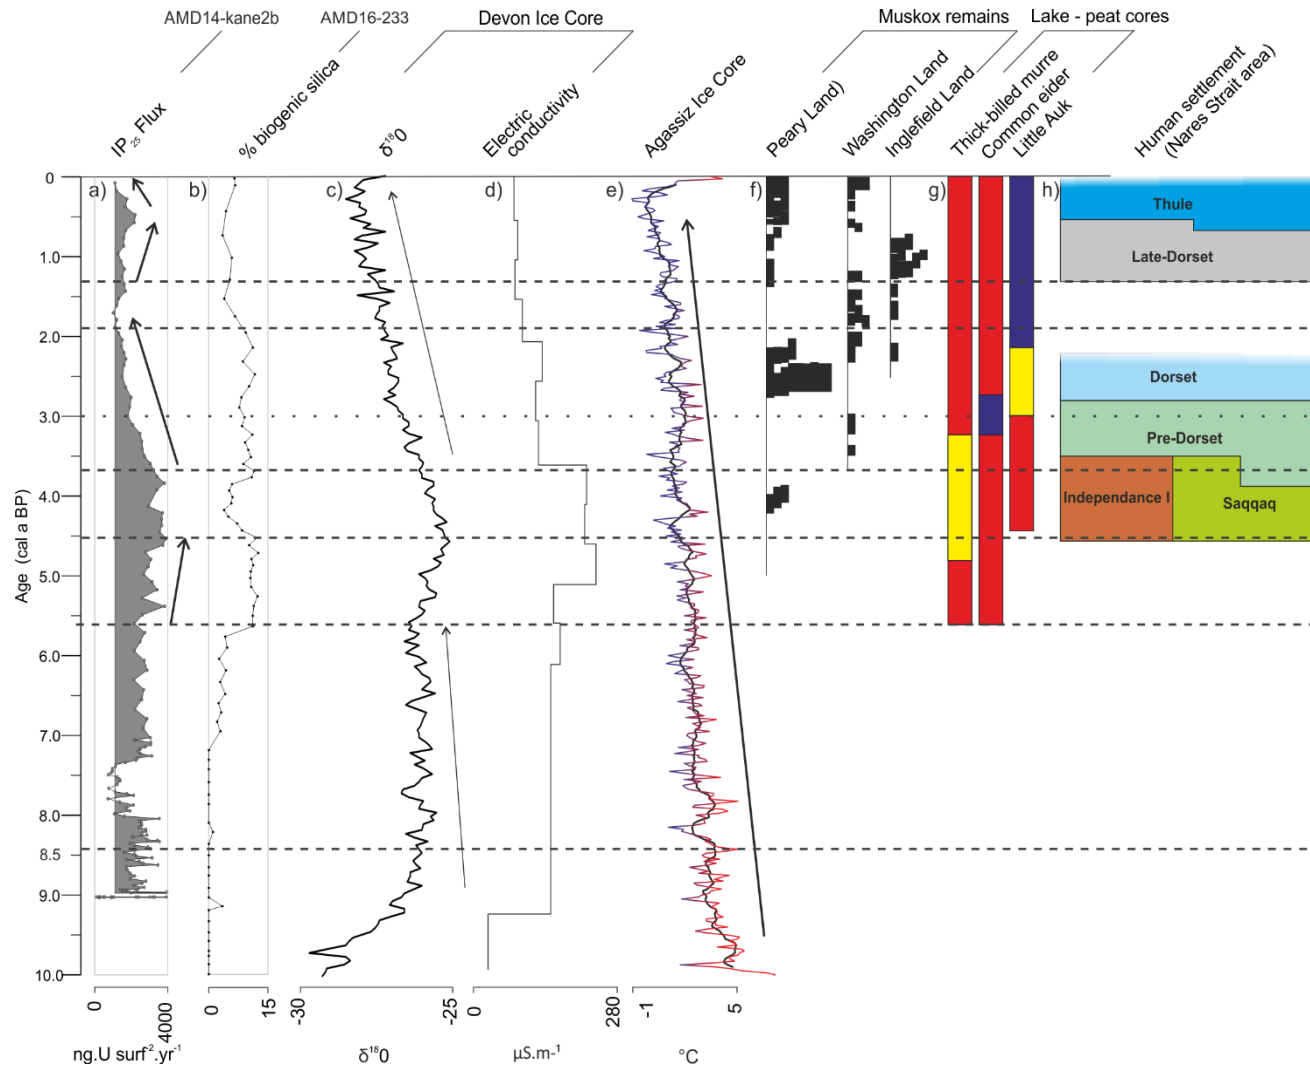 AMD14-kane2b
AMD16-233
Devon Ice Core
Muskox remains
Lake - peat cores
IP25 Flux
% biogenic silica
δ18O
Electric
conductivity
Agassiz Ice Core
Peary Land)
Washington Land
Inglefield Land
Thick-billed murre
Common eider
Little Auk
Human settlement
(Nares Strait area)
a)
b)
c)
d)
e)
f)
g)
h)
Age (cal a BP)
0
1.0
2.0
3.0
4.0
5.0
6.0
7.0
8.0
8.5
9.0
10.0
Thule
Late-Dorset
Dorset
Pre-Dorset
Independance I
Saqqaq
0
4000
0
15
-30
-25
0
280
-1
5
ng.U surf-2.yr-1
δ18O
µS.m-1
°C